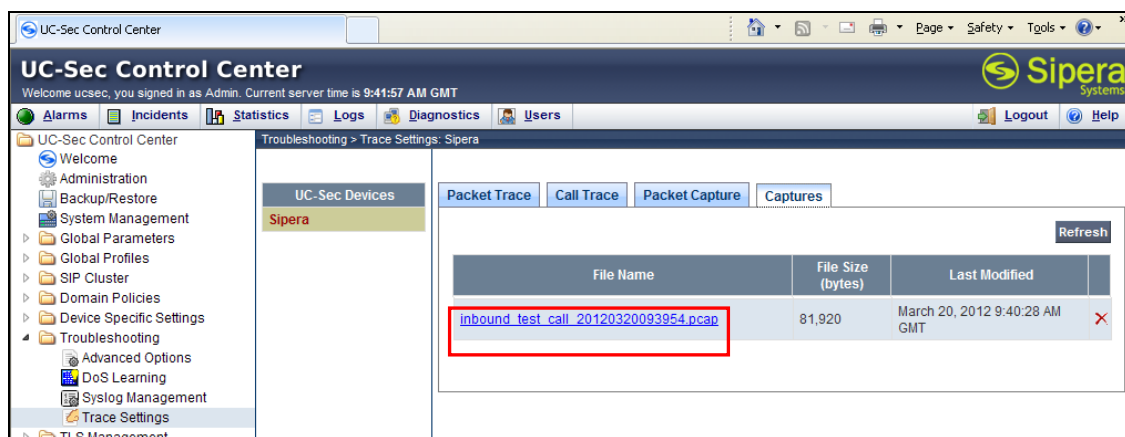 UC-Sec Control Center
Page
Safety
Tools
»
UC-Sec Control Center
Welcome ucsec, you signed in as Admin. Current server time is 9:41:57 AM GMT
Sipera
Systems
Alarms Incidents Statistics Logs Diagnostics Users Logout Help
UC-Sec Control Center
Welcome
Administration
Backup/Restore
System Management
Global Parameters
Global Profiles
SIP Cluster
Domain Policies
Device Specific Settings
Troubleshooting
Advanced Options
DoS Learning
Syslog Management
Trace Settings
TLS Management
Troubleshooting > Trace Settings: Sipera
UC-Sec Devices
Sipera
Packet Trace Call Trace Packet Capture Captures
Refresh
File Name
File Size
(bytes)
Last Modified
inbound_test_call_20120320093954.pcap
81,920
March 20, 2012 9:40:28 AM
GMT